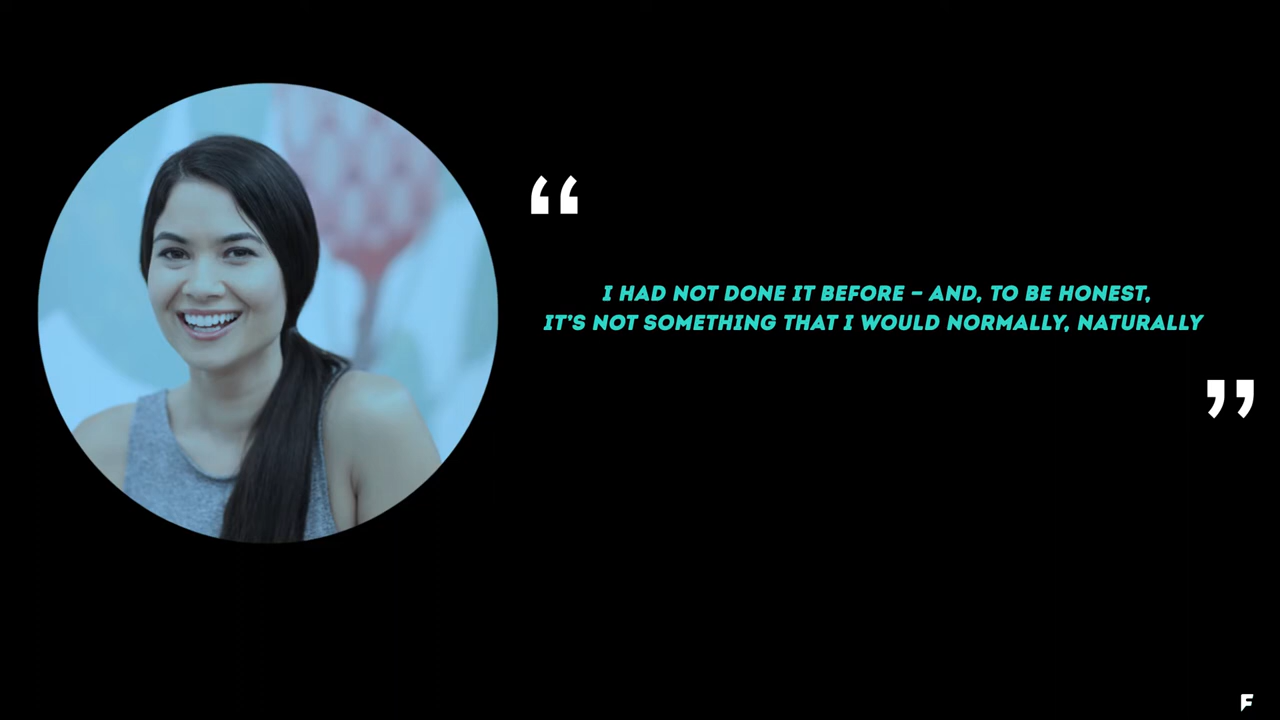 “
I HAD NOT DONE IT BEFORE – AND, TO BE HONEST,
IT’S NOT SOMETHING THAT I WOULD NORMALLY, NATURALLY
”
F